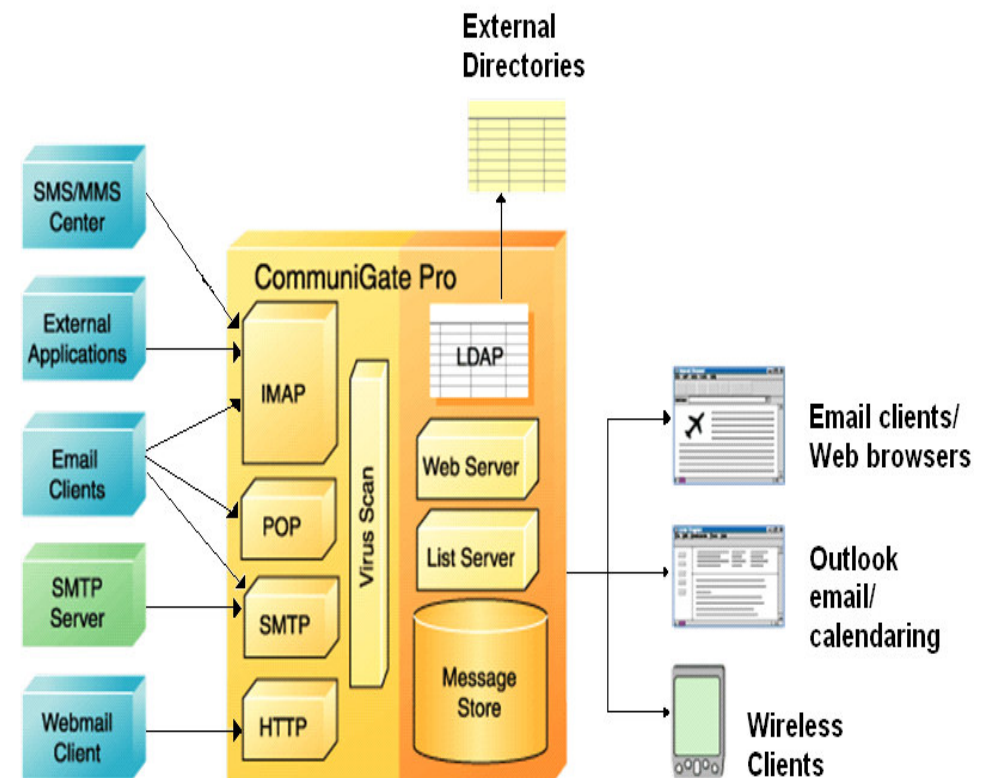 External
Directories
SMS/MMS
Center
External
Applications
Email
Clients
SMTP
Server
Webmail
Client
CommuniGate Pro
IMAP
POP
SMTP
HTTP
Virus Scan
LDAP
Web Server
List Server
Message
Store
Email clients/
Web browsers
Outlook
email/
calendaring
Wireless
Clients